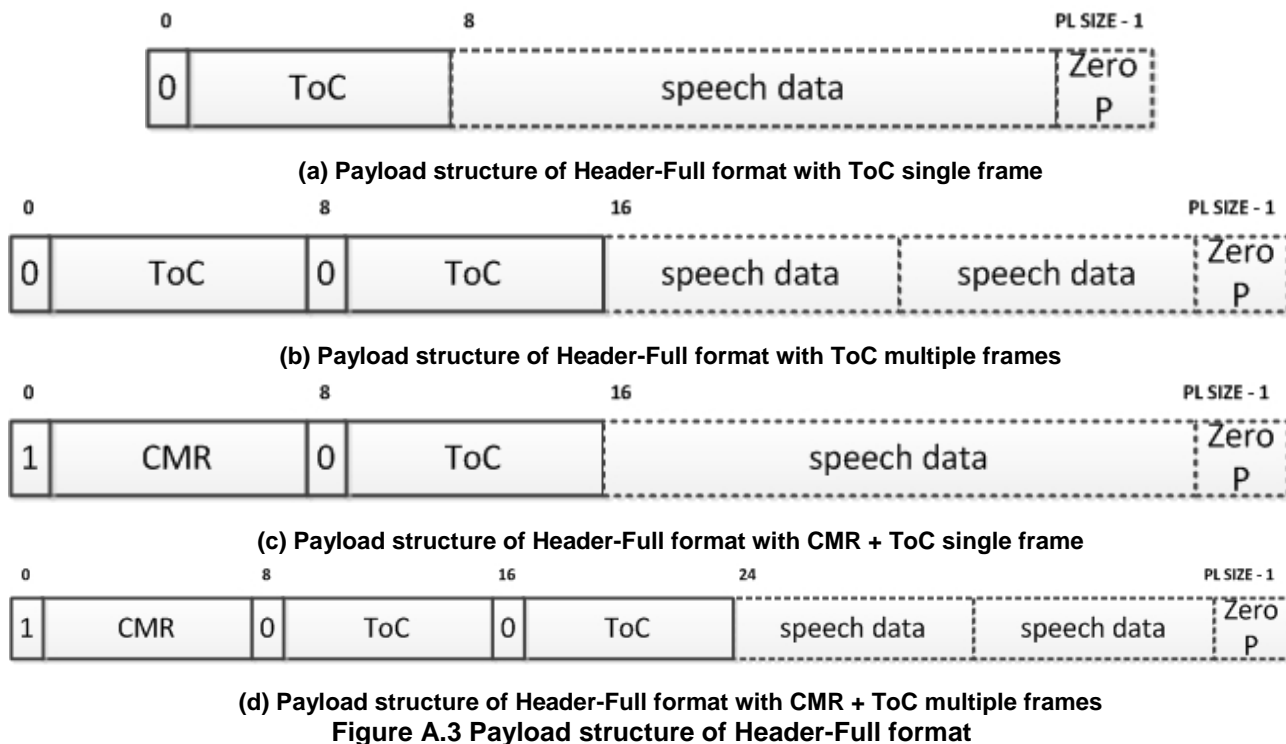 0 8 PL SIZE - 1
0 ToC speech data Zero P
(a) Payload structure of Header-Full format with ToC single frame
0 8 16 PL SIZE - 1
0 ToC 0 ToC speech data speech data Zero P
(b) Payload structure of Header-Full format with ToC multiple frames
0 8 16 PL SIZE - 1
1 CMR 0 ToC speech data Zero P
(c) Payload structure of Header-Full format with CMR + ToC single frame
0 8 16 24 PL SIZE - 1
1 CMR 0 ToC 0 ToC speech data speech data Zero P
(d) Payload structure of Header-Full format with CMR + ToC multiple frames
Figure A.3 Payload structure of Header-Full format